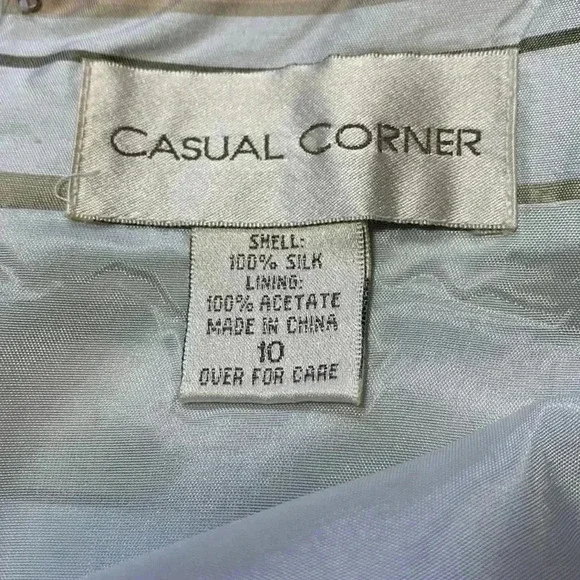 CASUAL CORNER
SHELL:
100% SILK
LINING:
100% ACETATE
MADE IN CHINA
10
OVER FOR CARE